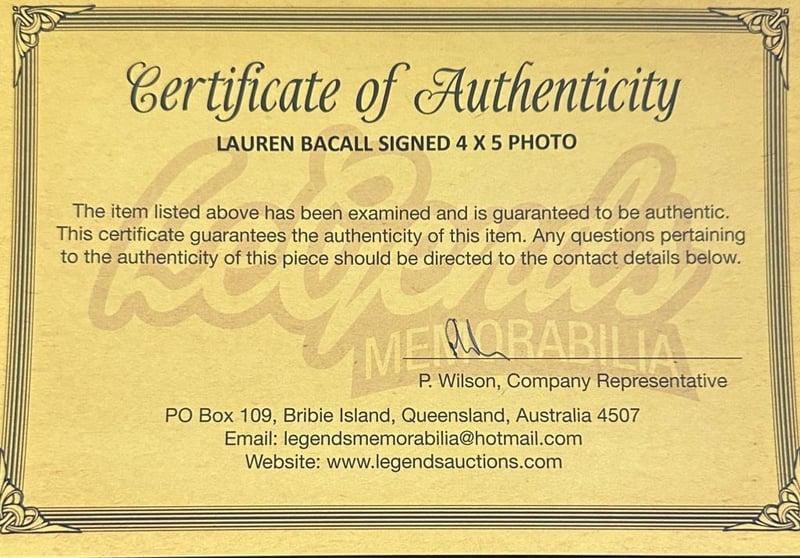 Certificate of Authenticity
LAUREN BACALL SIGNED 4 X 5 PHOTO
The item listed above has been examined and is guaranteed to be authentic.
This certificate guarantees the authenticity of this item. Any questions pertaining
to the authenticity of this piece should be directed to the contact details below.
Legends
MEMORABILIA
P. Wilson, Company Representative
PO Box 109, Bribie Island, Queensland, Australia 4507
Email: legendsmemorabilia@hotmail.com
Website: www.legendsauctions.com